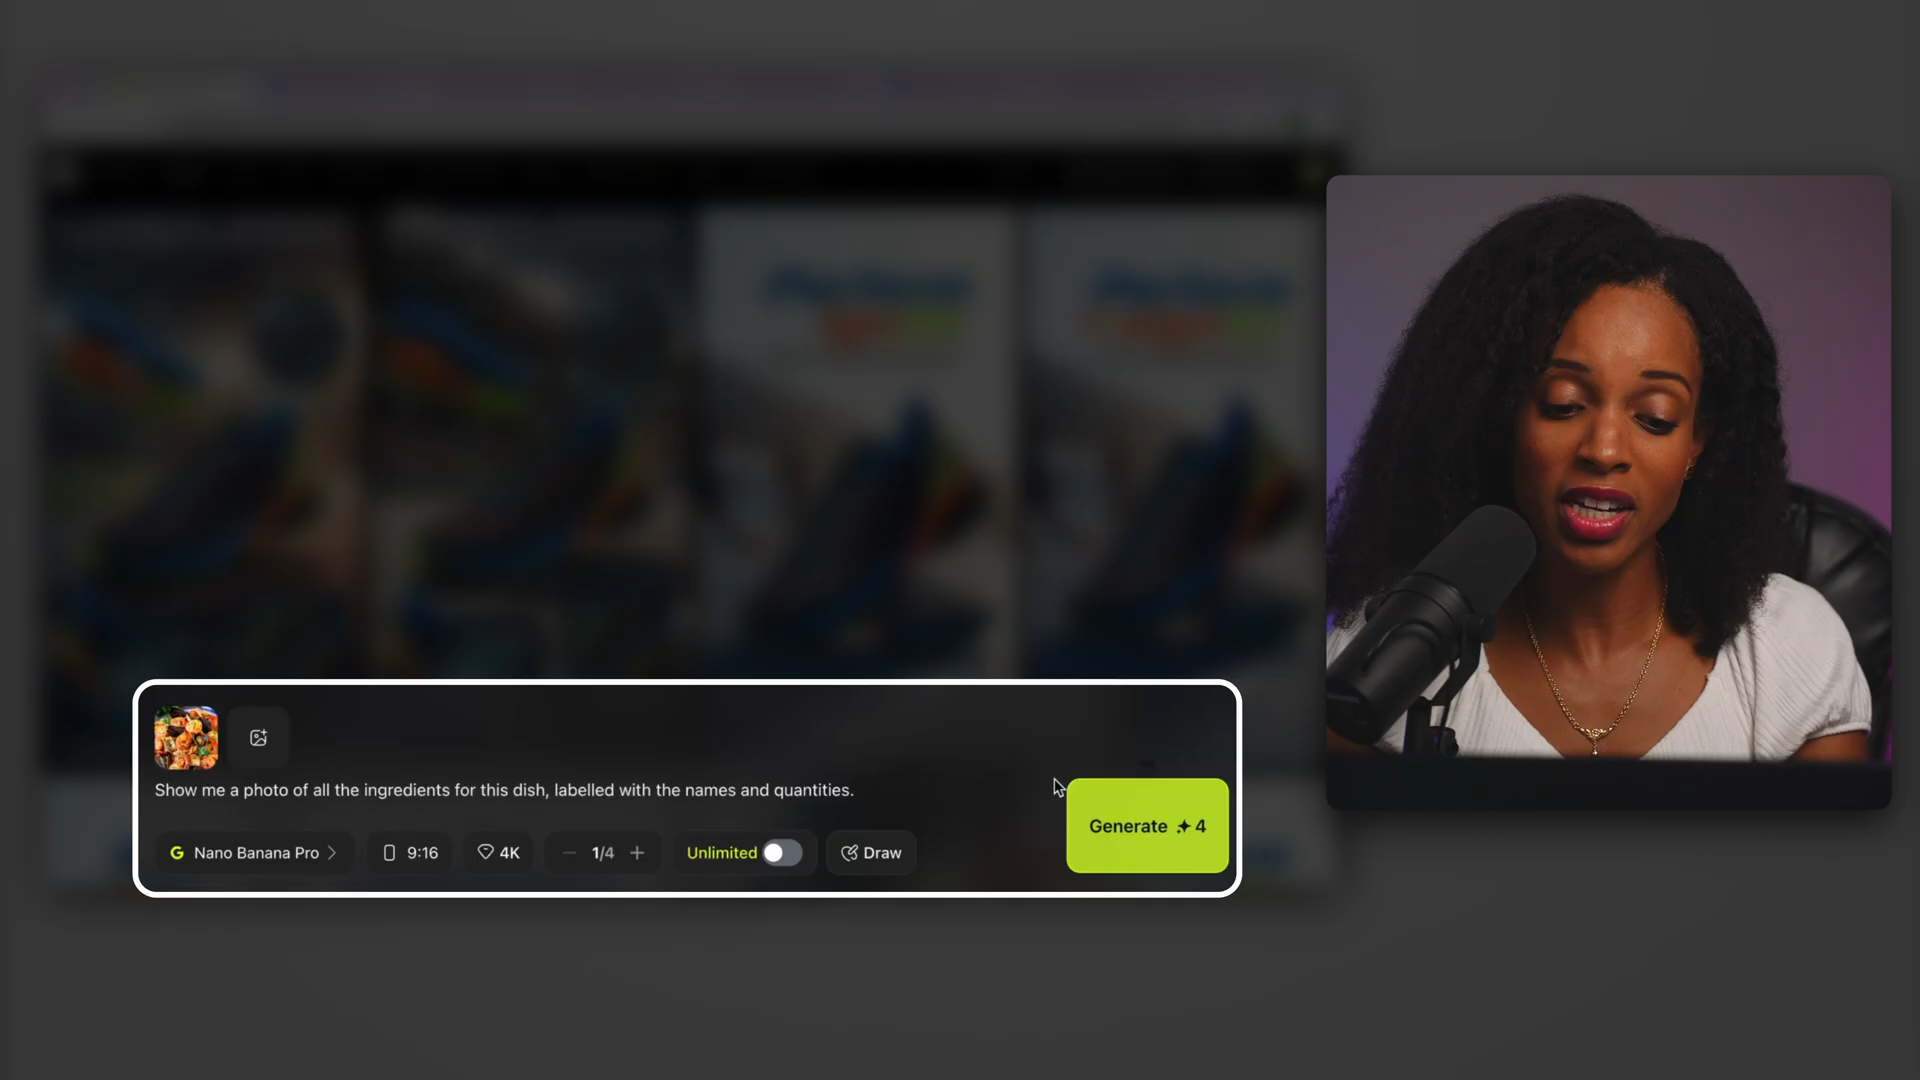 Show me a photo of all the ingredients for this dish, labelled with the names and quantities.
G Nano Banana Pro 9:16 4K 1/4 Unlimited Draw
Generate 4